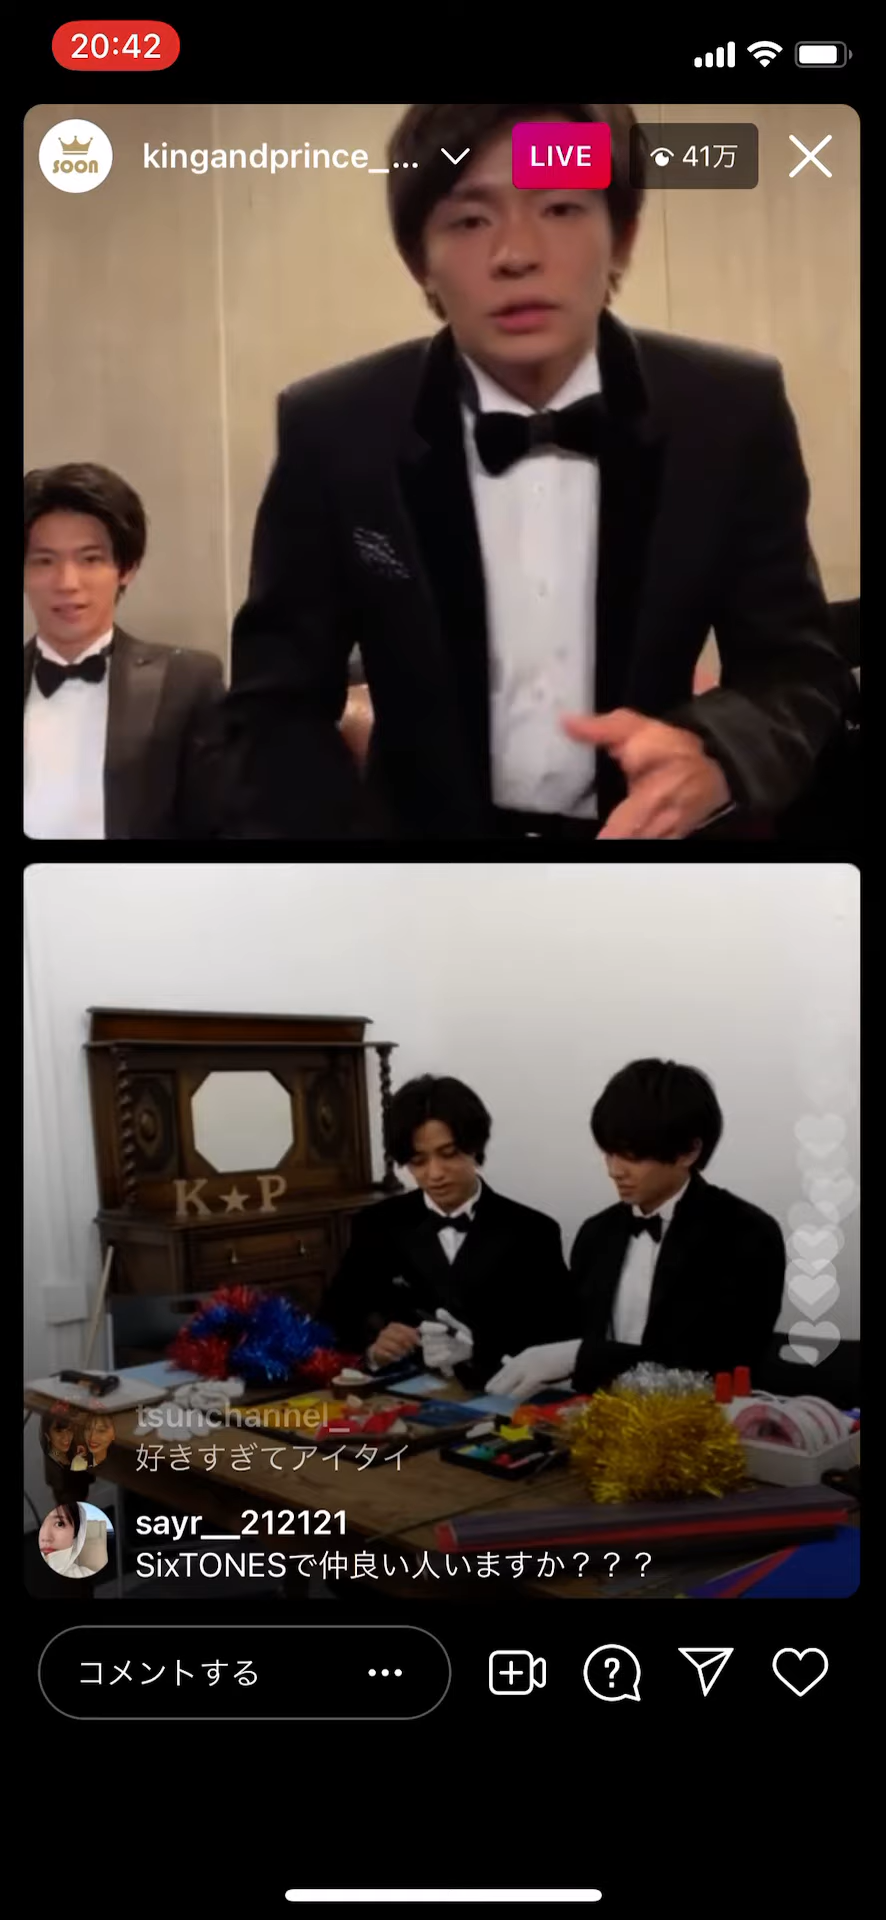 20:42
SOON
kingandprince_...
LIVE
41万
K★P
tsunchannel_
好きすぎてアイタイ
sayr__212121
SixTONESで仲良い人いますか？？？
コメントする